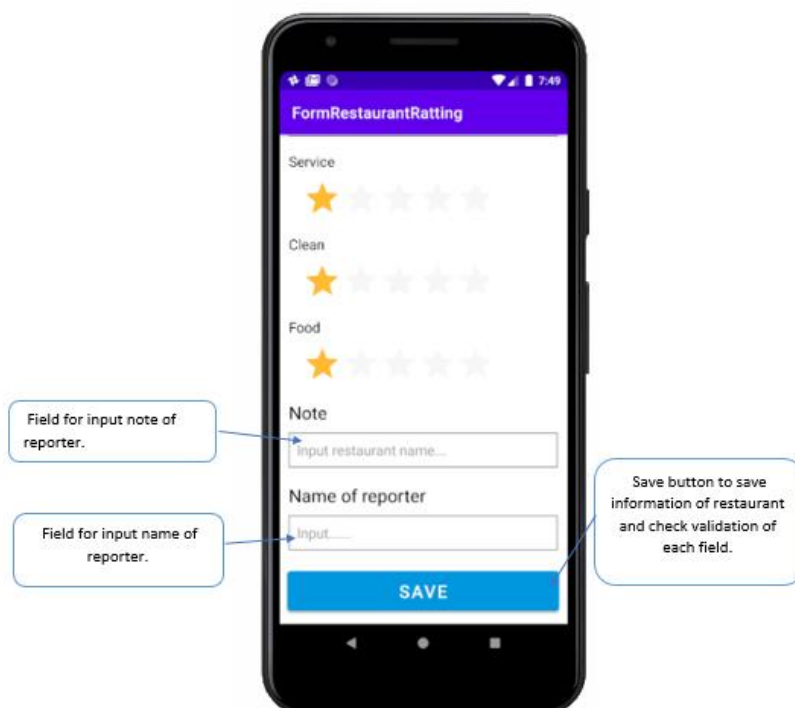 7:49
FormRestaurantRatting
Service
Clean
Food
Note
Input restaurant name...
Name of reporter
Input......
SAVE
Field for input note of
reporter.
Field for input name of
reporter.
Save button to save
information of restaurant
and check validation of
each field.